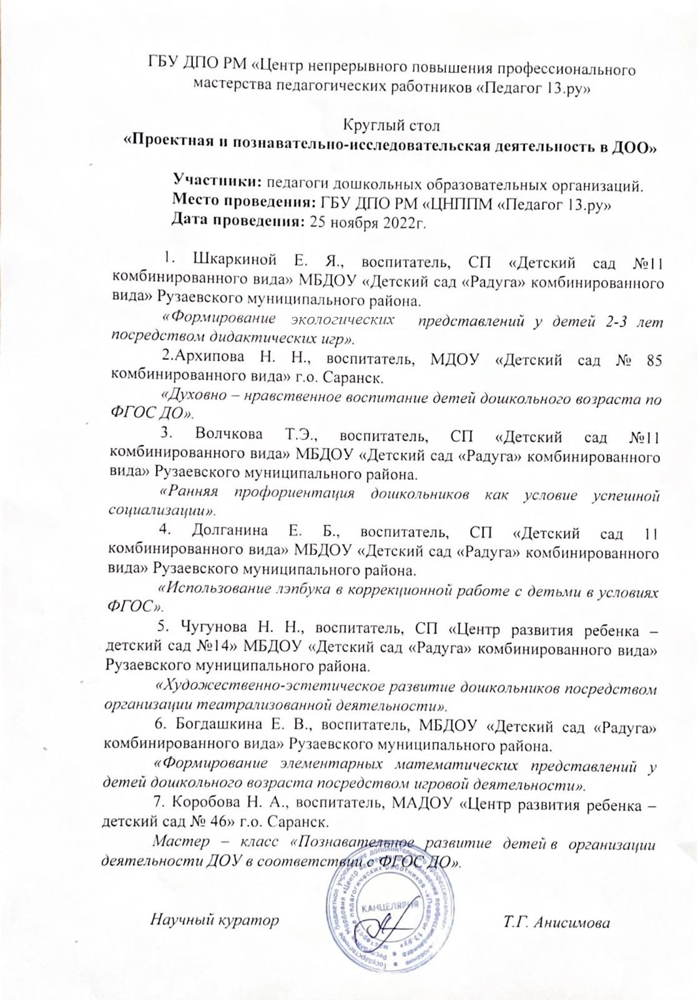 ГБУ ДПО РМ «Центр непрерывного повышения профессионального
мастерства педагогических работников «Педагог 13.ру»
Круглый стол
«Проектная и познавательно-исследовательская деятельность в ДОО»
Участники: педагоги дошкольных образовательных организаций.
Место проведения: ГБУ ДПО РМ «ЦНППМ «Педагог 13.ру»
Дата проведения: 25 ноября 2022г.
1. Шкаркиной Е. Я., воспитатель, СП «Детский сад №11
комбинированного вида» МБДОУ «Детский сад «Радуга» комбинированного
вида» Рузаевского муниципального района.
«Формирование экологических представлений у детей 2-3 лет
посредством дидактических игр».
2.Архипова Н. Н., воспитатель, МДОУ «Детский сад № 85
комбинированного вида» г.о. Саранск.
«Духовно – нравственное воспитание детей дошкольного возраста по
ФГОС ДО».
3. Волчкова Т.Э., воспитатель, СП «Детский сад №11
комбинированного вида» МБДОУ «Детский сад «Радуга» комбинированного
вида» Рузаевского муниципального района.
«Ранняя профориентация дошкольников как условие успешной
социализации».
4. Долганина Е. Б., воспитатель, СП «Детский сад 11
комбинированного вида» МБДОУ «Детский сад «Радуга» комбинированного
вида» Рузаевского муниципального района.
«Использование лэпбука в коррекционной работе с детьми в условиях
ФГОС».
5. Чугунова Н. Н., воспитатель, СП «Центр развития ребенка –
детский сад №14» МБДОУ «Детский сад «Радуга» комбинированного вида»
Рузаевского муниципального района.
«Художественно-эстетическое развитие дошкольников посредством
организации театрализованной деятельности».
6. Богдашкина Е. В., воспитатель, МБДОУ «Детский сад «Радуга»
комбинированного вида» Рузаевского муниципального района.
«Формирование элементарных математических представлений у
детей дошкольного возраста посредством игровой деятельности».
7. Коробова Н. А., воспитатель, МАДОУ «Центр развития ребенка –
детский сад № 46» г.о. Саранск.
Мастер – класс «Познавательное развитие детей в организации
деятельности ДОУ в соответствии с ФГОС ДО».
КАНЦЕЛЯРИЯ
Научный куратор Т.Г. Анисимова